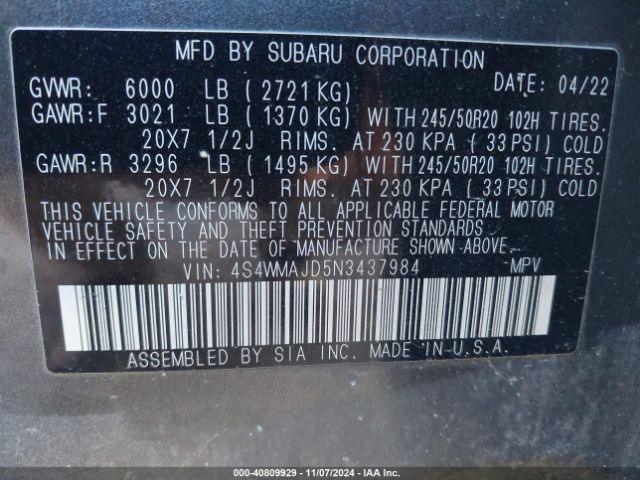 MFD BY SUBARU CORPORATION
GVWR: 6000 LB ( 2721 KG) DATE: 04/22
GAWR:F 3021 LB ( 1370 KG) WITH 245/50R20 102H TIRES.
20X7 1/2J RIMS. AT 230 KPA ( 33 PSI) COLD
GAWR:R 3296 LB ( 1495 KG) WITH 245/50R20 102H TIRES.
20X7 1/2J RIMS. AT 230 KPA ( 33 PSI) COLD
THIS VEHICLE CONFORMS TO ALL APPLICABLE FEDERAL MOTOR
VEHICLE SAFETY AND THEFT PREVENTION STANDARDS
IN EFFECT ON THE DATE OF MANUFACTURE SHOWN ABOVE.
VIN: 4S4WMAJD5N3437984 MPV
ASSEMBLED BY SIA INC. MADE IN U.S.A.
000-40809929 - 11/07/2024 - IAA Inc.